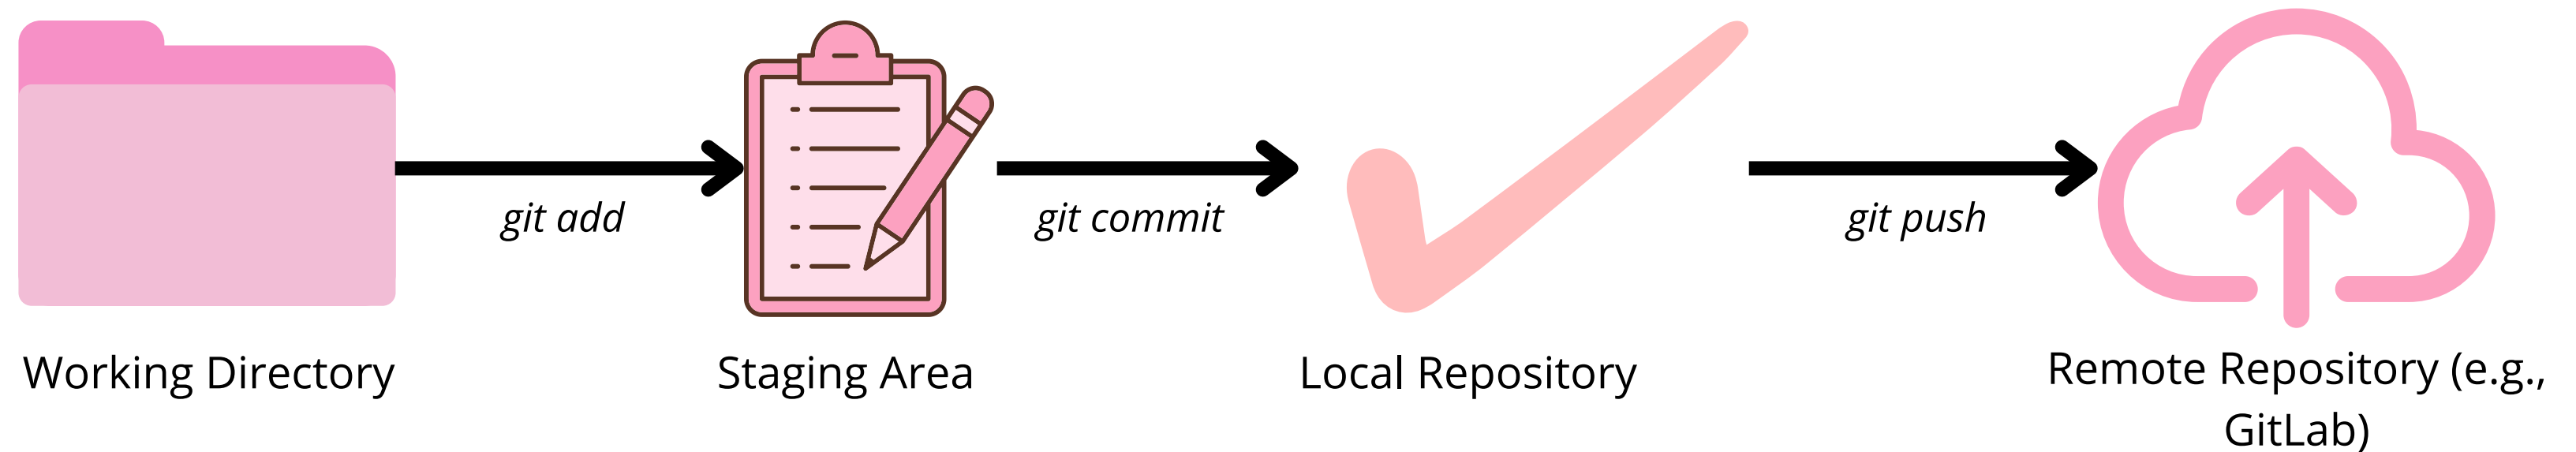 git add
git commit
git push
Working Directory
Staging Area
Local Repository
Remote Repository (e.g.,
GitLab)